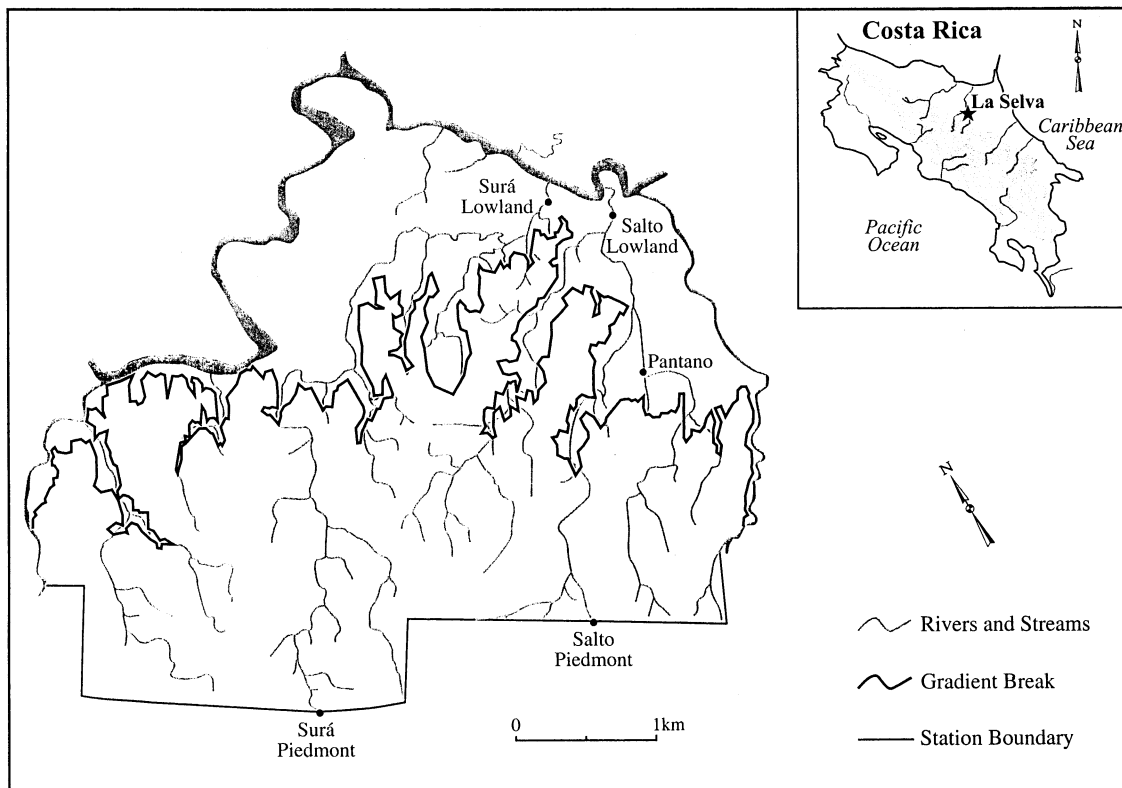 Costa Rica
N
La Selva
Caribbean
Sea
Pacific
Ocean
Surá
Lowland
Salto
Lowland
Pantano
N
Rivers and Streams
Salto
Piedmont
Gradient Break
Surá
Piedmont
0 1km
Station Boundary